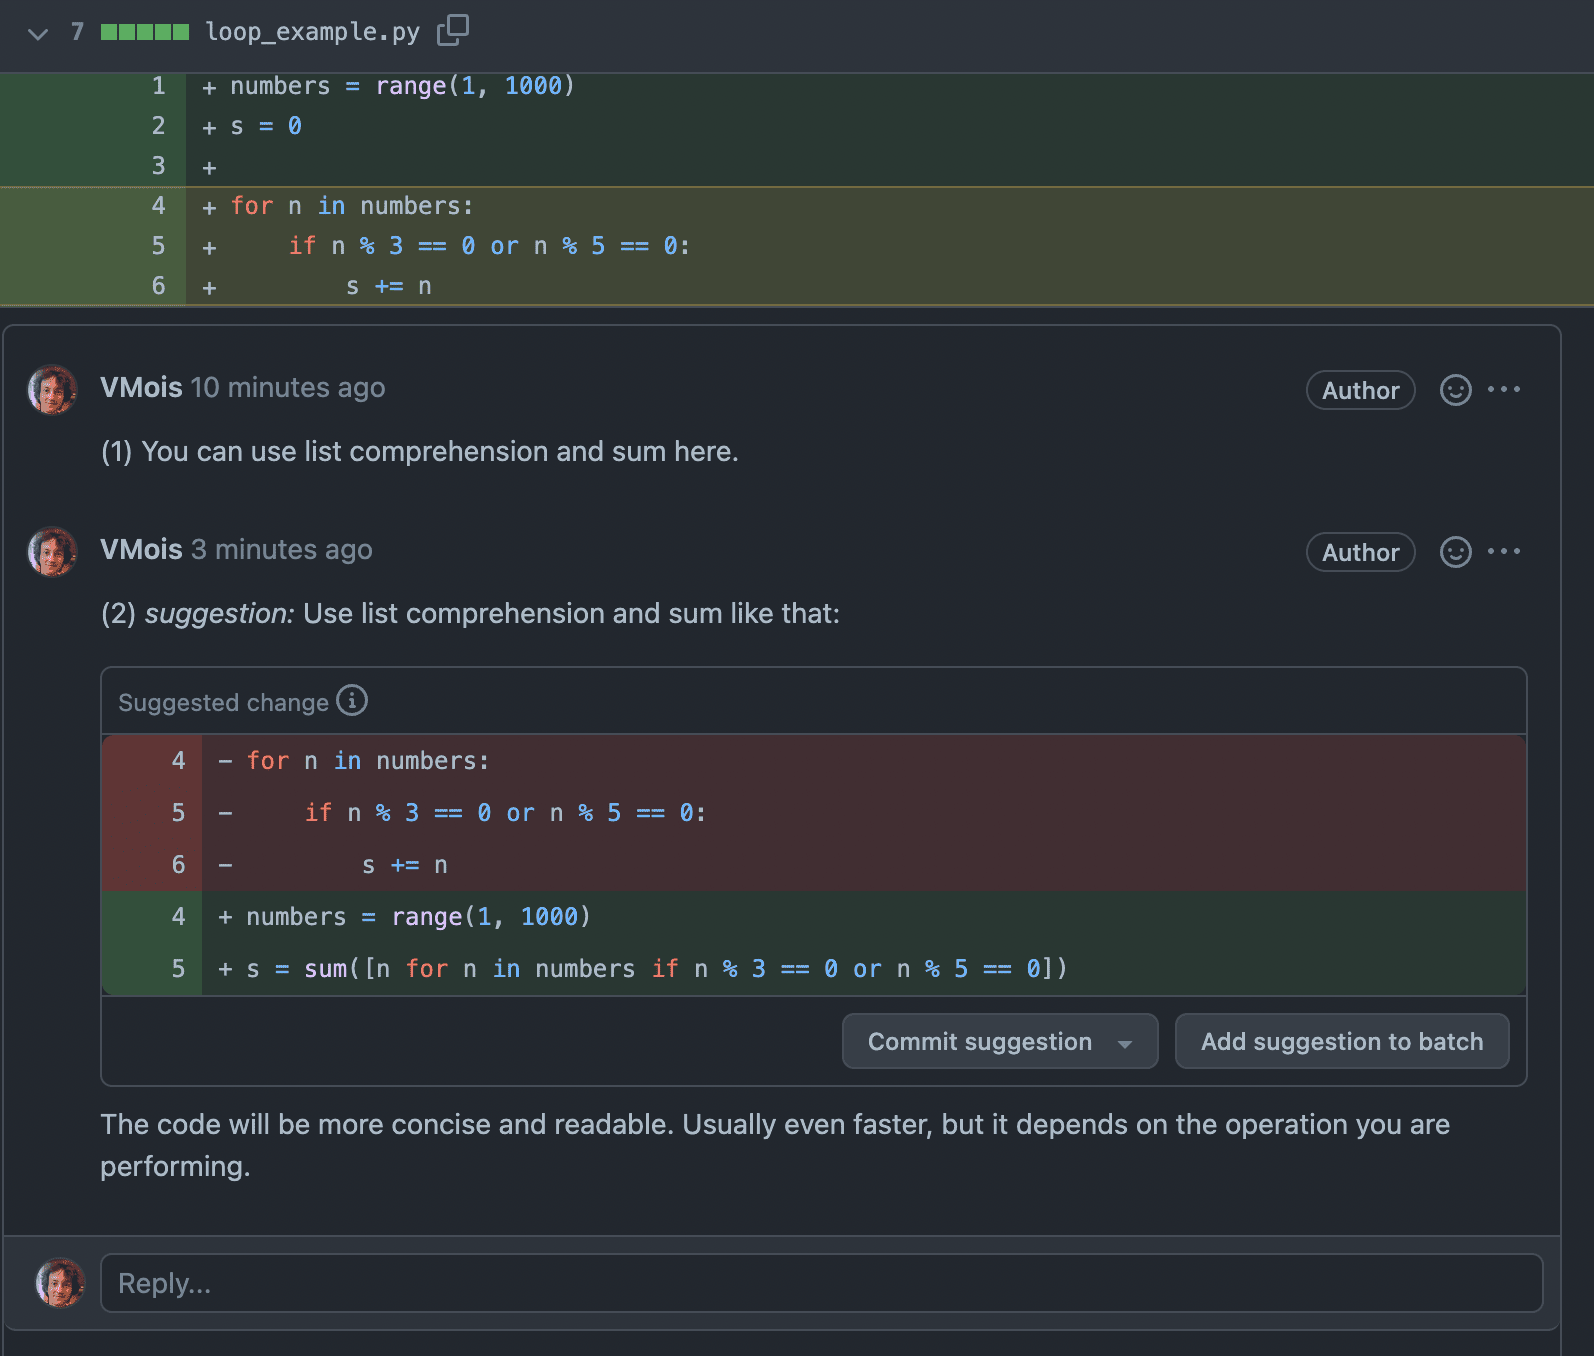 7 loop_example.py
1 + numbers = range(1, 1000)
2 + s = 0
3 +
4 + for n in numbers:
5 +     if n % 3 == 0 or n % 5 == 0:
6 +         s += n
VMois 10 minutes ago Author
(1) You can use list comprehension and sum here.
VMois 3 minutes ago Author
(2) suggestion: Use list comprehension and sum like that:
Suggested change
4 - for n in numbers:
5 -     if n % 3 == 0 or n % 5 == 0:
6 -         s += n
4 + numbers = range(1, 1000)
5 + s = sum([n for n in numbers if n % 3 == 0 or n % 5 == 0])
Commit suggestion Add suggestion to batch
The code will be more concise and readable. Usually even faster, but it depends on the operation you are
performing.
Reply...